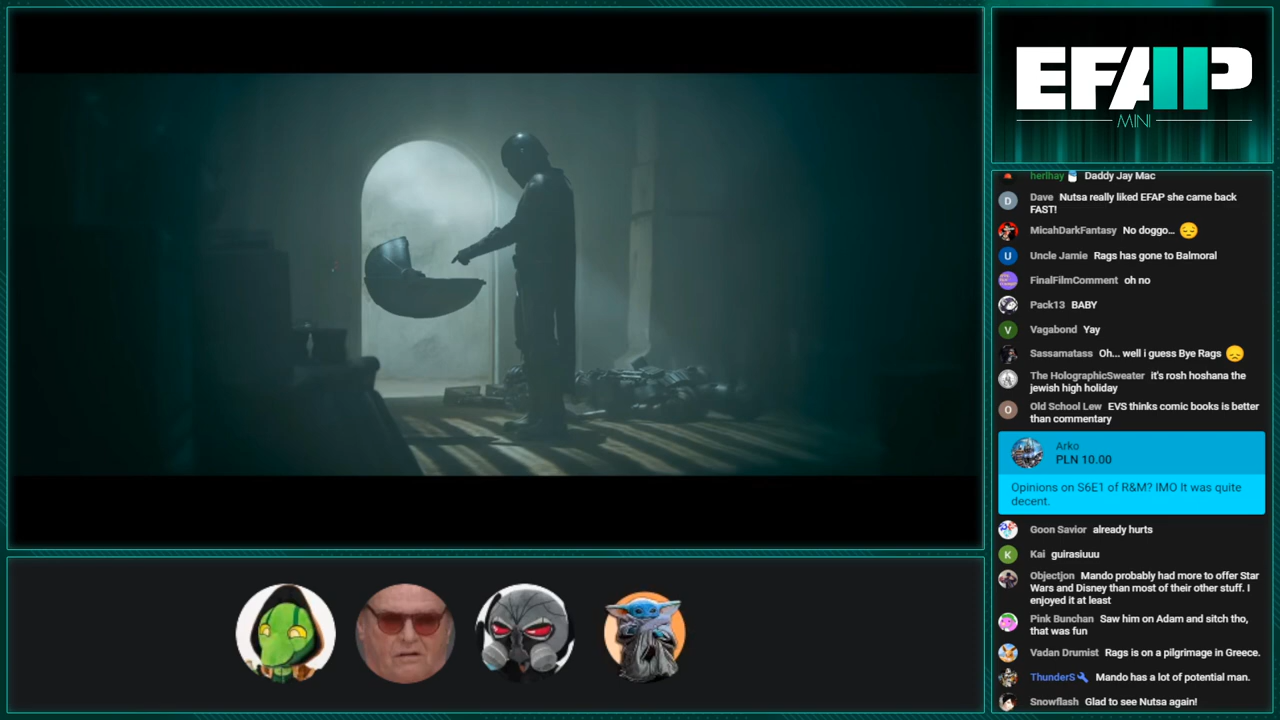 EFAP
MINI
herlhay Daddy Jay Mac
Dave Nutsa really liked EFAP she came back
FAST!
MicahDarkFantasy No doggo...
U Uncle Jamie Rags has gone to Balmoral
FinalFilmComment oh no
Pack13 BABY
V Vagabond Yay
Sassamatass Oh... well i guess Bye Rags
The HolographicSweater it's rosh hoshana the
jewish high holiday
O Old School Lew EVS thinks comic books is better
than commentary
Arko
PLN 10.00
Opinions on S6E1 of R&M? IMO It was quite
decent.
Goon Savior already hurts
K Kai guirasiuuu
Objectjon Mando probably had more to offer Star
Wars and Disney than most of their other stuff. I
enjoyed it at least
Pink Bunchan Saw him on Adam and sitch tho,
that was fun
Vadan Drumist Rags is on a pilgrimage in Greece.
ThunderS Mando has a lot of potential man.
Snowflash Glad to see Nutsa again!